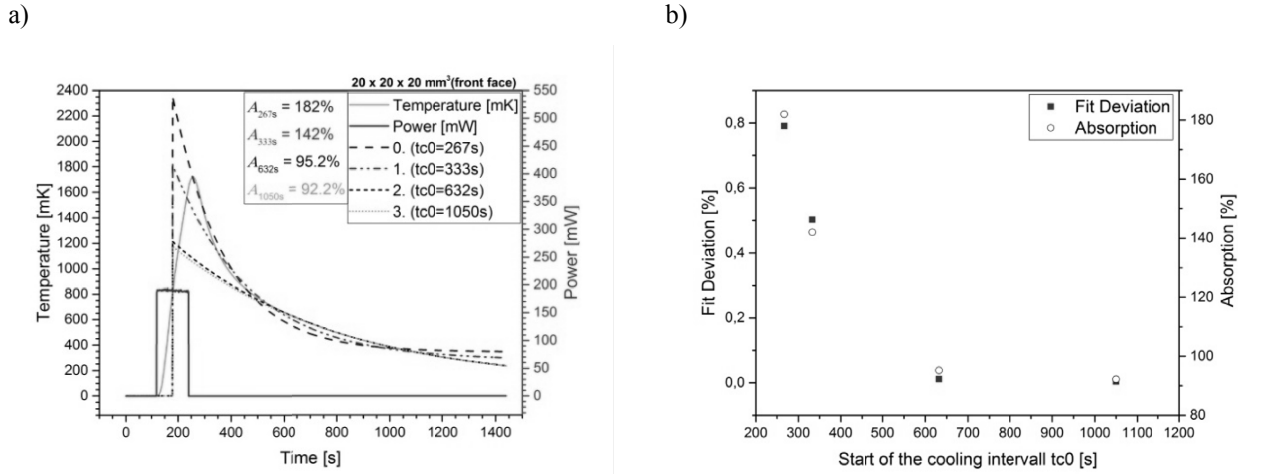 a)
20 x 20 x 20 mm³(front face)
A267s = 182%
A333s = 142%
A632s = 95.2%
A1050s = 92.2%
Temperature [mK]
Power [mW]
0. (tc0=267s)
1. (tc0=333s)
2. (tc0=632s)
3. (tc0=1050s)
Temperature [mK]
2400
2200
2000
1800
1600
1400
1200
1000
800
600
400
200
0
550
500
450
400
350
300
250
200
150
100
50
0
Power [mW]
0 200 400 600 800 1000 1200 1400
Time [s]
b)
Fit Deviation
Absorption
Fit Deviation [%]
0,8
0,6
0,4
0,2
0,0
180
160
140
120
100
80
Absorption [%]
200 300 400 500 600 700 800 900 1000 1100 1200
Start of the cooling intervall tc0 [s]